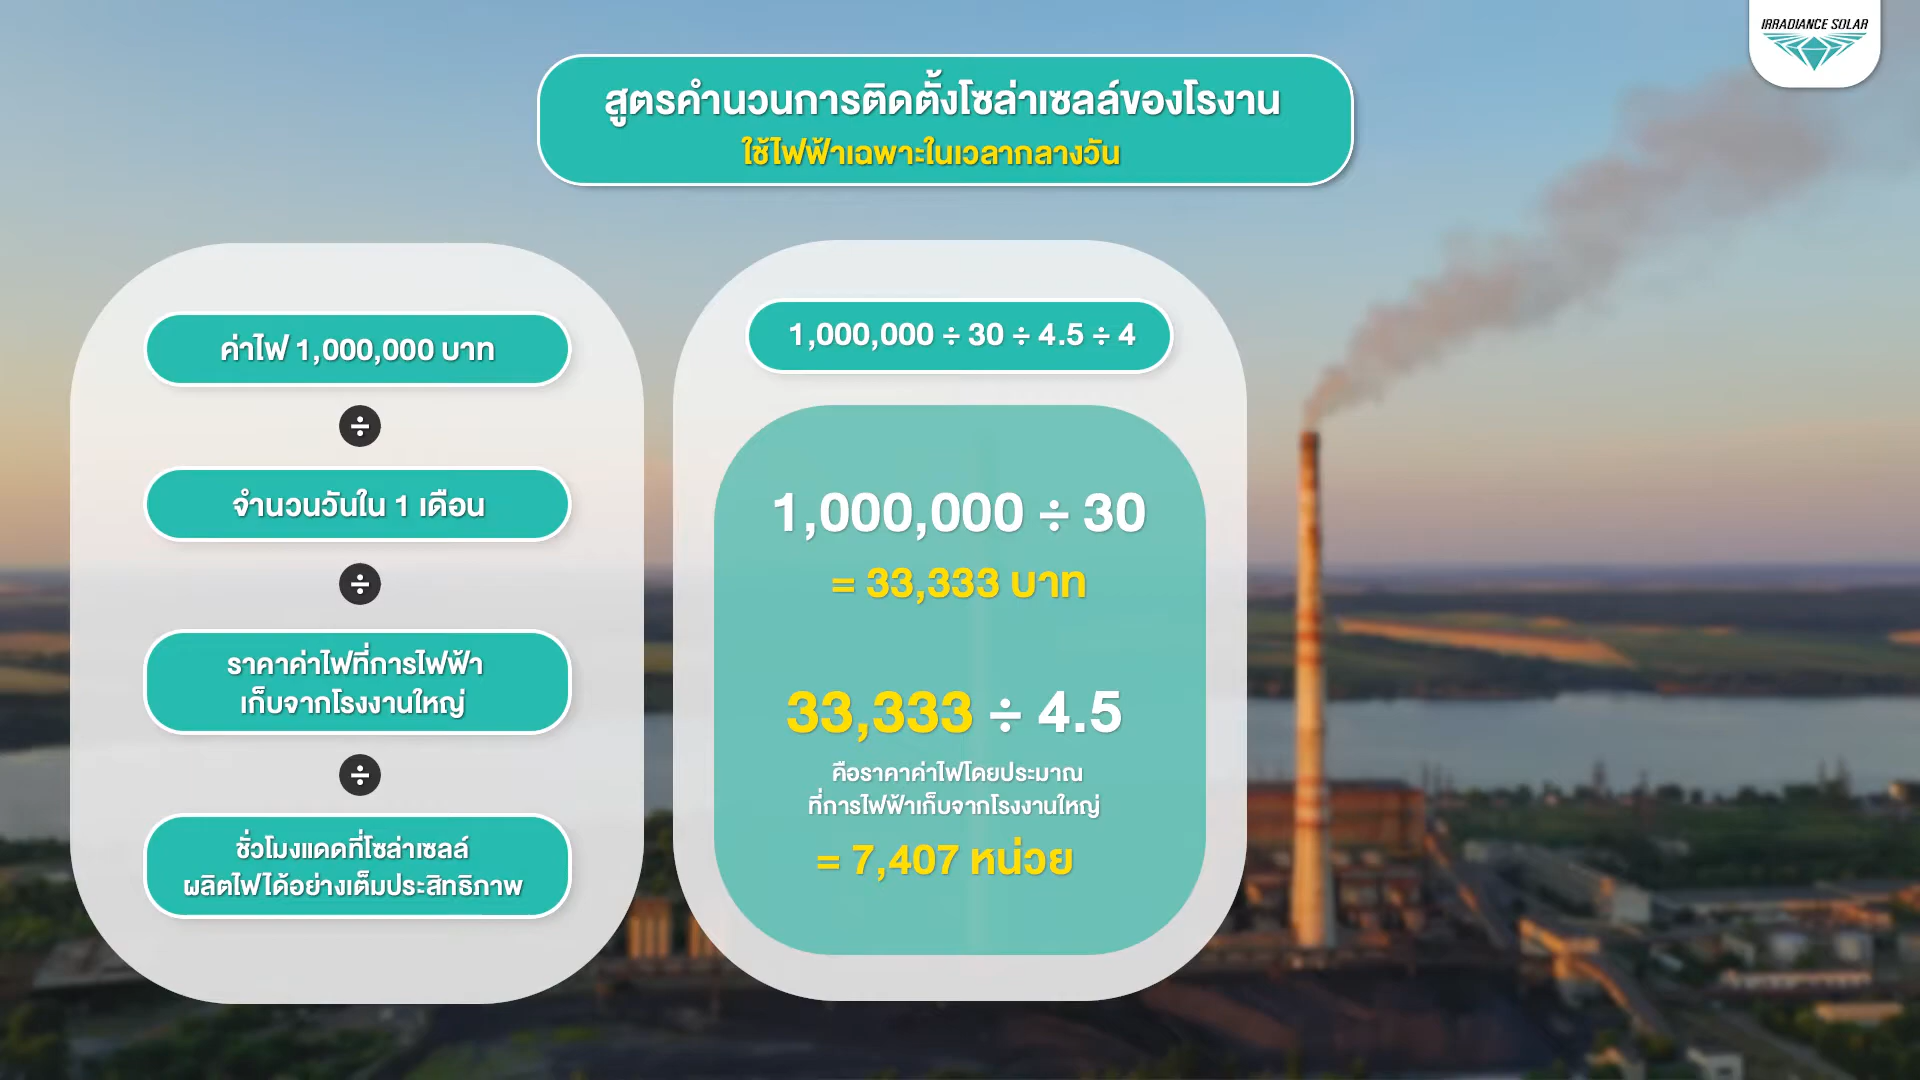 IRRADIANCE SOLAR
สูตรคำนวนการติดตั้งโซล่าเซลล์ของโรงาน
ใช้ไฟฟ้าเฉพาะในเวลากลางวัน
ค่าไฟ 1,000,000 บาท
÷
จำนวนวันใน 1 เดือน
÷
ราคาค่าไฟที่การไฟฟ้า
เก็บจากโรงงานใหญ่
÷
ชั่วโมงแดดที่โซล่าเซลล์
ผลิตไฟได้อย่างเต็มประสิทธิภาพ
1,000,000 ÷ 30 ÷ 4.5 ÷ 4
1,000,000 ÷ 30
= 33,333 บาท
33,333 ÷ 4.5
คือราคาค่าไฟโดยประมาณ
ที่การไฟฟ้าเก็บจากโรงงานใหญ่
= 7,407 หน่วย